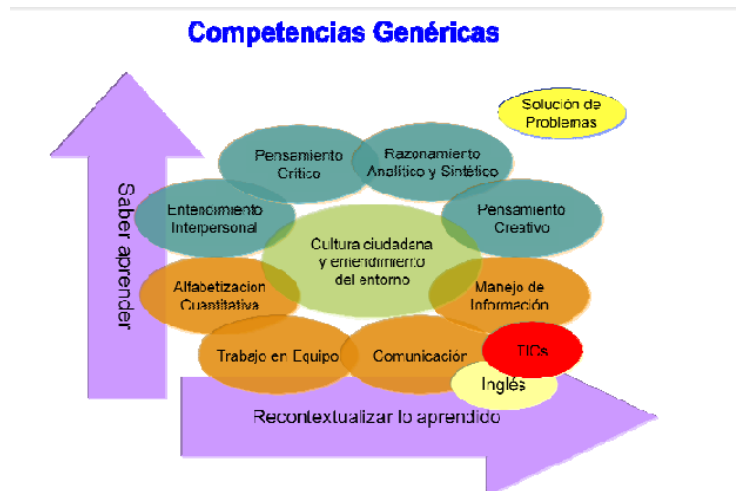 Competencias Genéricas
Solución de
Problemas
Pensamiento
Crítico
Razonamiento
Analítico y Sintético
Entendimiento
Interpersonal
Pensamiento
Creativo
Cultura ciudadana
y entendimiento
del entorno
Alfabetizacion
Cuantitativa
Manejo de
Información
Trabajo en Equipo
Comunicación
TICs
Inglés
Saber aprender
Recontextualizar lo aprendido